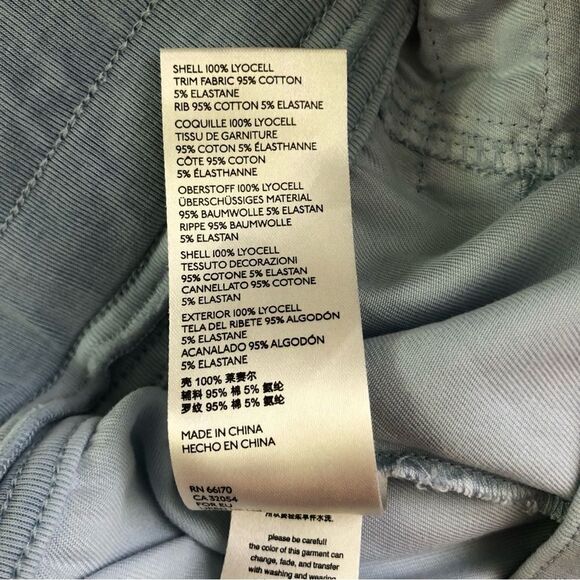 SHELL 100% LYOCELL
TRIM FABRIC 95% COTTON
5% ELASTANE
RIB 95% COTTON 5% ELASTANE
COQUILLE 100% LYOCELL
TISSU DE GARNITURE
95% COTON 5% ÉLASTHANNE
CÔTE 95% COTON
5% ÉLASTHANNE
OBERSTOFF 100% LYOCELL
ÜBERSCHÜSSIGES MATERIAL
95% BAUMWOLLE 5% ELASTAN
RIPPE 95% BAUMWOLLE
5% ELASTAN
SHELL 100% LYOCELL
TESSUTO DECORAZIONI
95% COTONE 5% ELASTAN
CANNELLATO 95% COTONE
5% ELASTAN
EXTERIOR 100% LYOCELL
TELA DEL RIBETE 95% ALGODÓN
5% ELASTANE
ACANALADO 95% ALGODÓN
5% ELASTANE
壳 100% 莱赛尔
辅料 95% 棉 5% 氨纶
罗纹 95% 棉 5% 氨纶
MADE IN CHINA
HECHO EN CHINA
RN 66170
CA 32054
FOR EU
please be careful!
the color of this garment can
change, fade, and transfer
with washing and wearing